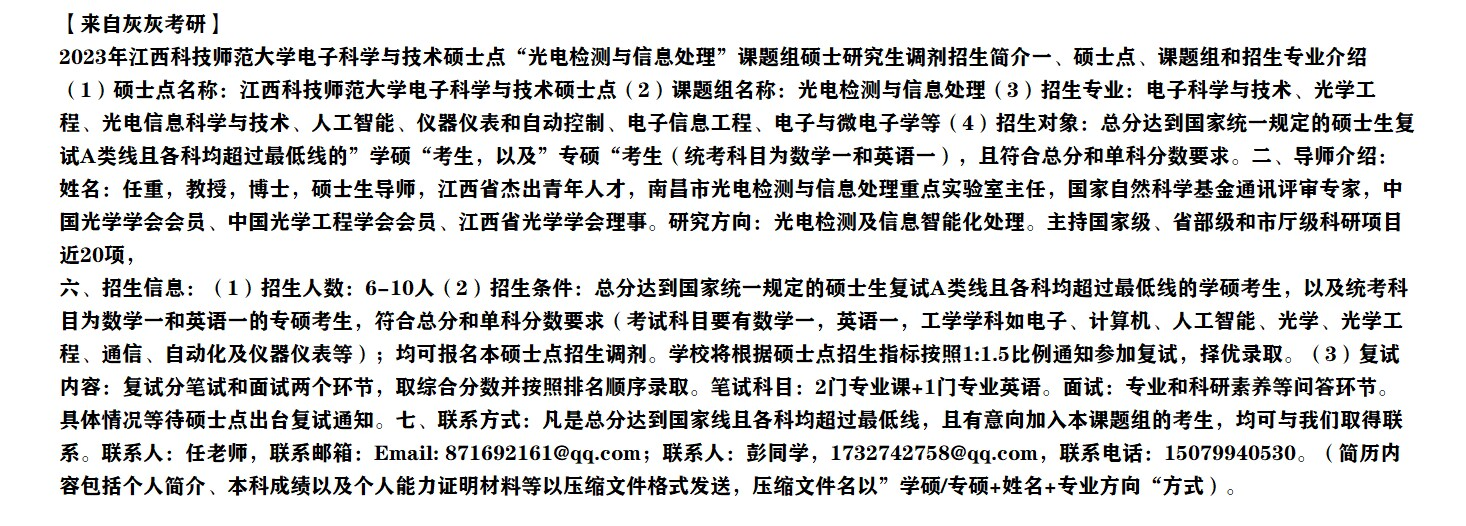 【来自灰灰考研】
2023年江西科技师范大学电子科学与技术硕士点“光电检测与信息处理”课题组硕士研究生调剂招生简介一、硕士点、课题组和招生专业介绍
（1）硕士点名称：江西科技师范大学电子科学与技术硕士点（2）课题组名称：光电检测与信息处理（3）招生专业：电子科学与技术、光学工
程、光电信息科学与技术、人工智能、仪器仪表和自动控制、电子信息工程、电子与微电子学等（4）招生对象：总分达到国家统一规定的硕士生复
试A类线且各科均超过最低线的”学硕“考生，以及”专硕“考生（统考科目为数学一和英语一），且符合总分和单科分数要求。二、导师介绍：
姓名：任重，教授，博士，硕士生导师，江西省杰出青年人才，南昌市光电检测与信息处理重点实验室主任，国家自然科学基金通讯评审专家，中
国光学学会会员、中国光学工程学会会员、江西省光学学会理事。研究方向：光电检测及信息智能化处理。主持国家级、省部级和市厅级科研项目
近20项，
六、招生信息：（1）招生人数：6-10人（2）招生条件：总分达到国家统一规定的硕士生复试A类线且各科均超过最低线的学硕考生，以及统考科
目为数学一和英语一的专硕考生，符合总分和单科分数要求（考试科目要有数学一，英语一，工学学科如电子、计算机、人工智能、光学、光学工
程、通信、自动化及仪器仪表等）；均可报名本硕士点招生调剂。学校将根据硕士点招生指标按照1:1.5比例通知参加复试，择优录取。（3）复试
内容：复试分笔试和面试两个环节，取综合分数并按照排名顺序录取。笔试科目：2门专业课+1门专业英语。面试：专业和科研素养等问答环节。
具体情况等待硕士点出台复试通知。七、联系方式：凡是总分达到国家线且各科均超过最低线，且有意向加入本课题组的考生，均可与我们取得联
系。联系人：任老师，联系邮箱：Email: 871692161@qq.com；联系人：彭同学，1732742758@qq.com，联系电话：15079940530。（简历内
容包括个人简介、本科成绩以及个人能力证明材料等以压缩文件格式发送，压缩文件名以”学硕/专硕+姓名+专业方向“方式）。